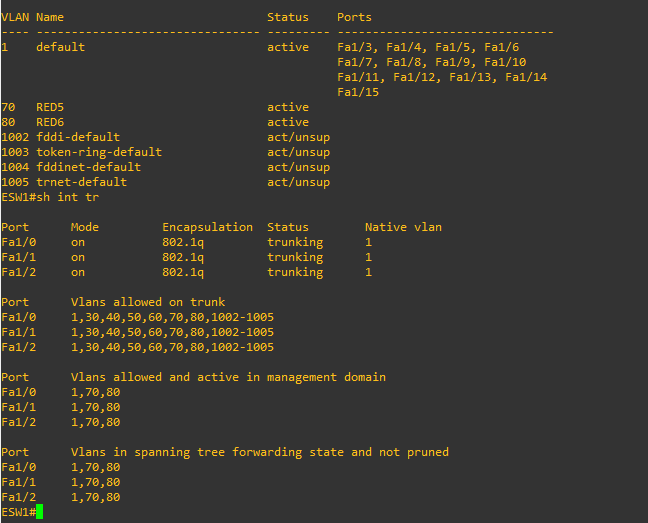 VLAN Name                             Status    Ports
---- -------------------------------- --------- -------------------------------
1    default                          active    Fa1/3, Fa1/4, Fa1/5, Fa1/6
                                                Fa1/7, Fa1/8, Fa1/9, Fa1/10
                                                Fa1/11, Fa1/12, Fa1/13, Fa1/14
                                                Fa1/15
70   RED5                             active
80   RED6                             active
1002 fddi-default                     act/unsup
1003 token-ring-default               act/unsup
1004 fddinet-default                  act/unsup
1005 trnet-default                    act/unsup
ESW1#sh int tr

Port      Mode         Encapsulation  Status        Native vlan
Fa1/0     on           802.1q         trunking      1
Fa1/1     on           802.1q         trunking      1
Fa1/2     on           802.1q         trunking      1

Port      Vlans allowed on trunk
Fa1/0     1,30,40,50,60,70,80,1002-1005
Fa1/1     1,30,40,50,60,70,80,1002-1005
Fa1/2     1,30,40,50,60,70,80,1002-1005

Port      Vlans allowed and active in management domain
Fa1/0     1,70,80
Fa1/1     1,70,80
Fa1/2     1,70,80

Port      Vlans in spanning tree forwarding state and not pruned
Fa1/0     1,70,80
Fa1/1     1,70,80
Fa1/2     1,70,80
ESW1#